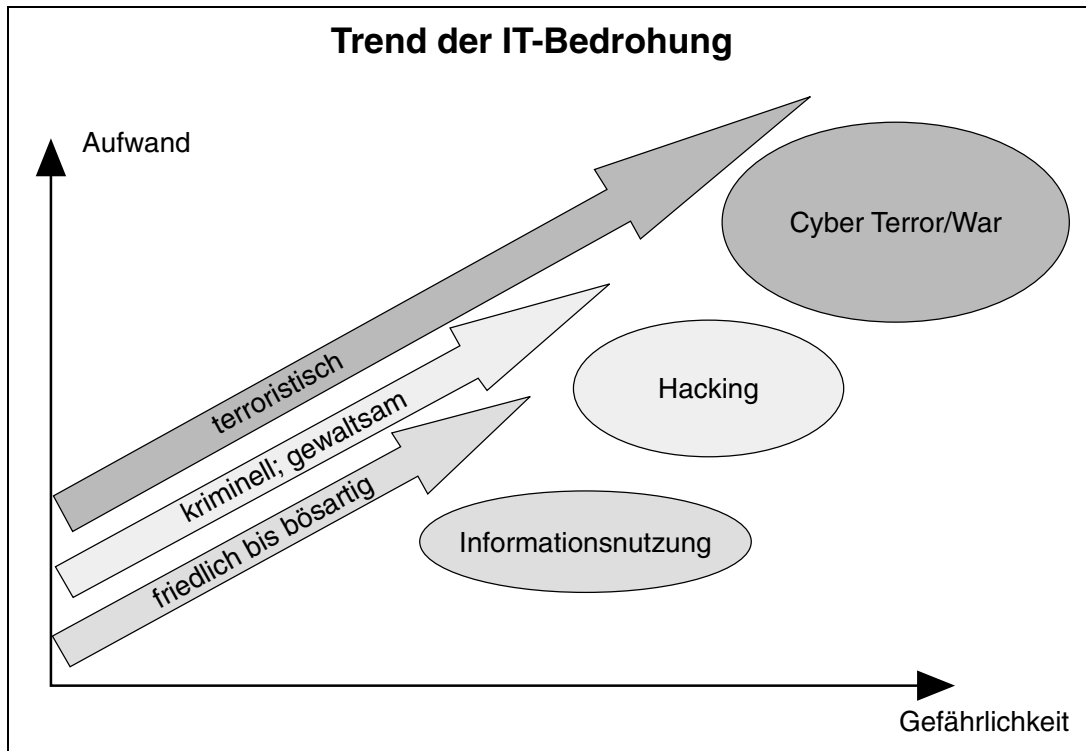 Trend der IT-Bedrohung
Aufwand
Cyber Terror/War
terroristisch
Hacking
kriminell; gewaltsam
friedlich bis bösartig
Informationsnutzung
Gefährlichkeit